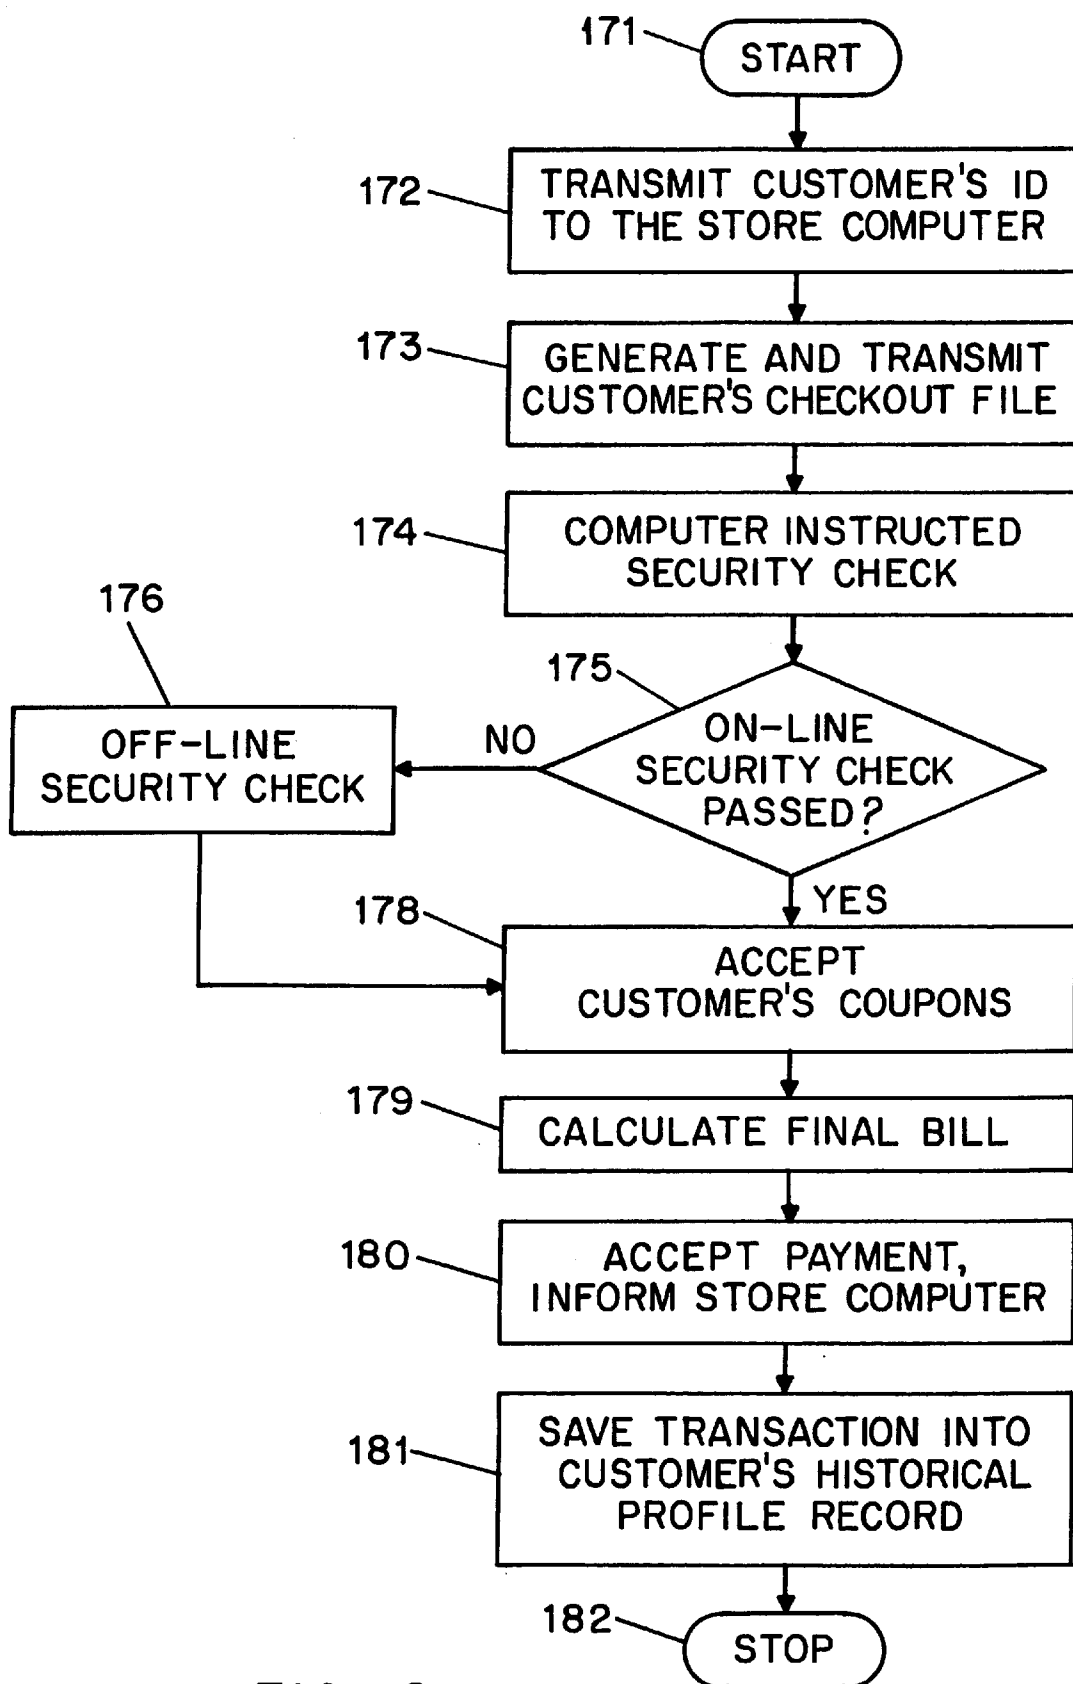 171
START
172
TRANSMIT CUSTOMER'S ID
TO THE STORE COMPUTER
173
GENERATE AND TRANSMIT
CUSTOMER'S CHECKOUT FILE
174
COMPUTER INSTRUCTED
SECURITY CHECK
175
ON-LINE
SECURITY CHECK
PASSED?
NO
176
OFF-LINE
SECURITY CHECK
YES
178
ACCEPT
CUSTOMER'S COUPONS
179
CALCULATE FINAL BILL
180
ACCEPT PAYMENT,
INFORM STORE COMPUTER
181
SAVE TRANSACTION INTO
CUSTOMER'S HISTORICAL
PROFILE RECORD
182
STOP